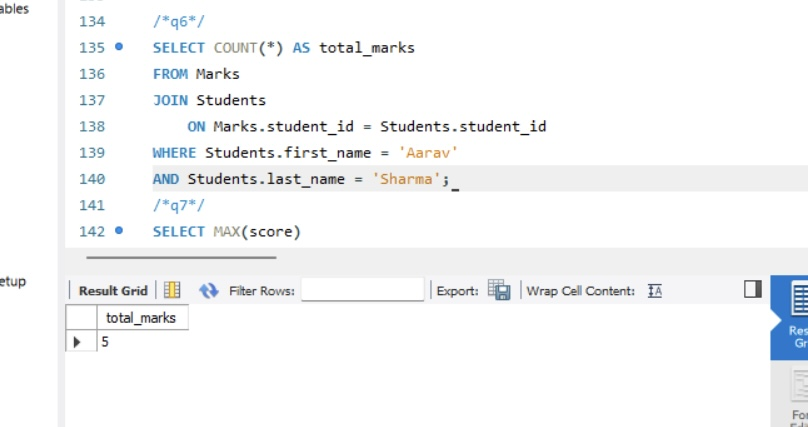 ables
134 /*q6*/
135 SELECT COUNT(*) AS total_marks
136 FROM Marks
137 JOIN Students
138 ON Marks.student_id = Students.student_id
139 WHERE Students.first_name = 'Aarav'
140 AND Students.last_name = 'Sharma';
141 /*q7*/
142 SELECT MAX(score)
etup
Result Grid Filter Rows: Export: Wrap Cell Content: IA
total_marks
5
Res
Gr
For